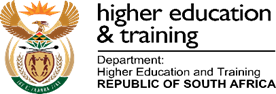 higher education
& training
Department:
Higher Education and Training
REPUBLIC OF SOUTH AFRICA